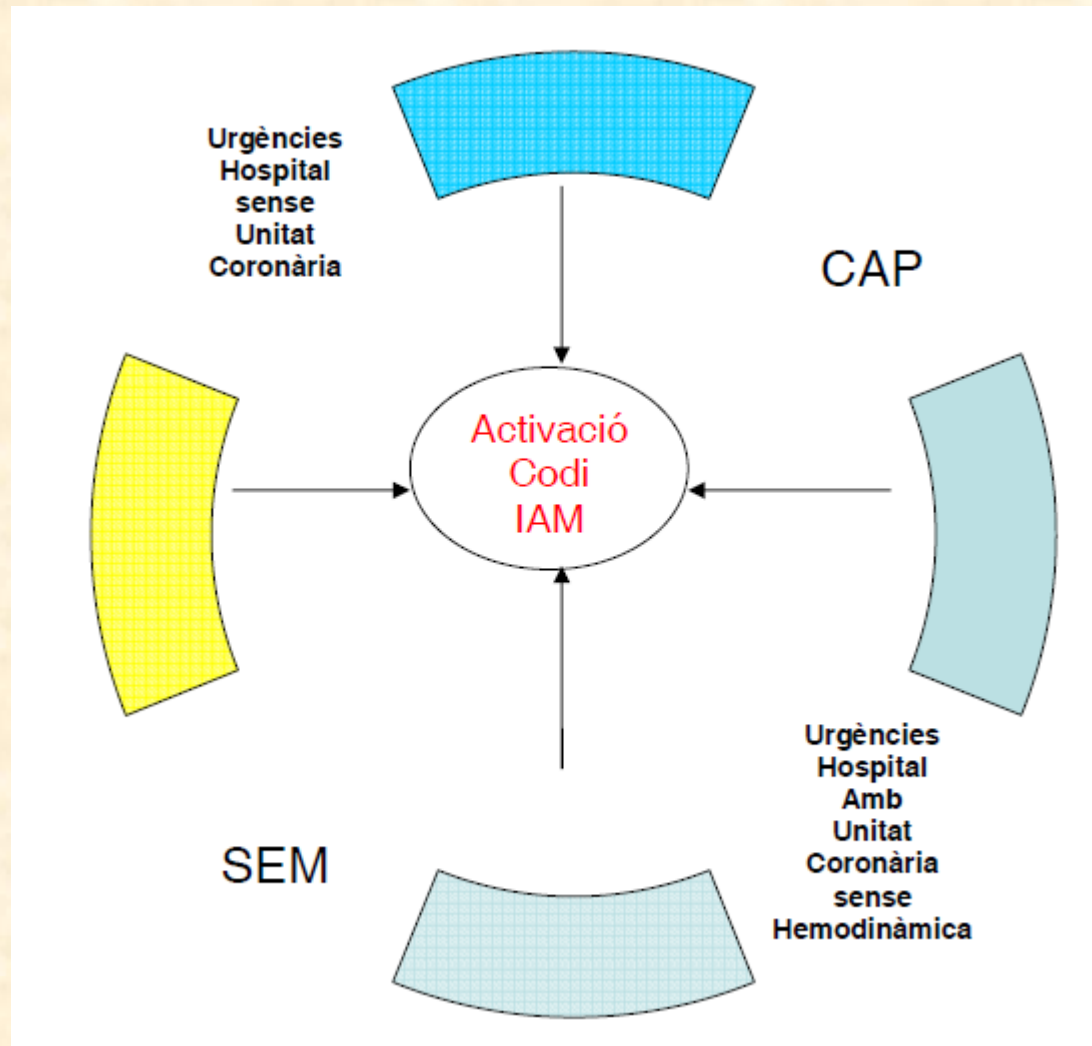 Urgències
Hospital
sense
Unitat
Coronària
CAP
Activació
Codi
IAM
SEM
Urgències
Hospital
Amb
Unitat
Coronària
sense
Hemodinàmica